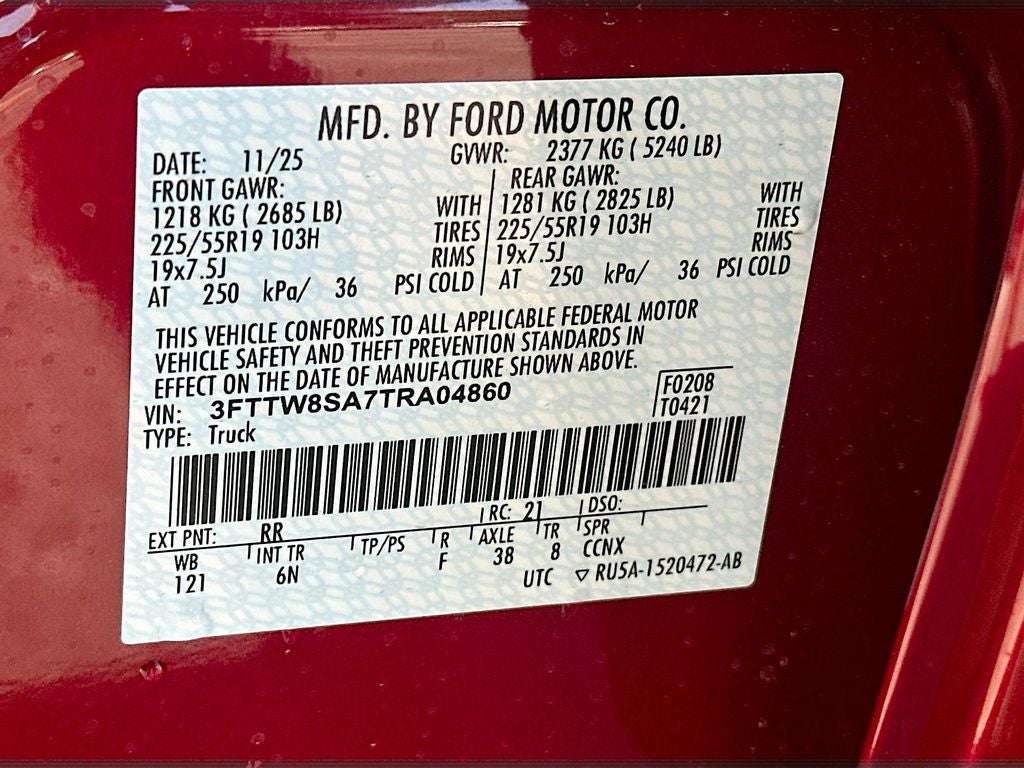 MFD. BY FORD MOTOR CO.
DATE: 11/25 GVWR: 2377 KG ( 5240 LB)
FRONT GAWR: REAR GAWR:
1218 KG ( 2685 LB) WITH 1281 KG ( 2825 LB) WITH
225/55R19 103H TIRES 225/55R19 103H TIRES
19x7.5J RIMS 19x7.5J RIMS
AT 250 kPa/ 36 PSI COLD AT 250 kPa/ 36 PSI COLD
THIS VEHICLE CONFORMS TO ALL APPLICABLE FEDERAL MOTOR
VEHICLE SAFETY AND THEFT PREVENTION STANDARDS IN
EFFECT ON THE DATE OF MANUFACTURE SHOWN ABOVE.
VIN: 3FTTW8SA7TRA04860 F0208
TYPE: Truck T0421
EXT PNT: RR RC: 21 DSO:
WB INT TR TP/PS R AXLE TR SPR
121 6N F 38 8 CCNX
UTC ▽ RU5A-1520472-AB